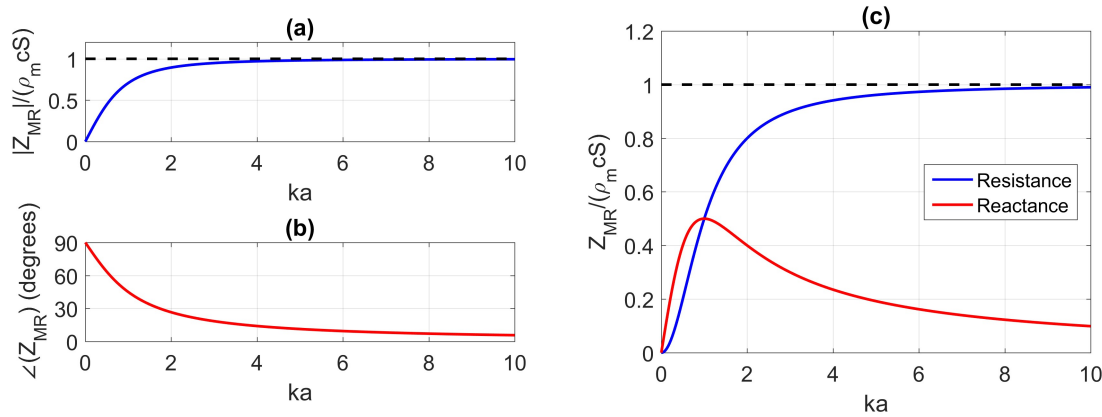 (a)
|Z_MR|/(ρ_m cS)
1
0.5
0
0 2 4 6 8 10
ka
(b)
∠(Z_MR) (degrees)
90
60
30
0
0 2 4 6 8 10
ka
(c)
Z_MR/(ρ_m cS)
1.2
1
0.8
0.6
0.4
0.2
0
0 2 4 6 8 10
ka
Resistance
Reactance